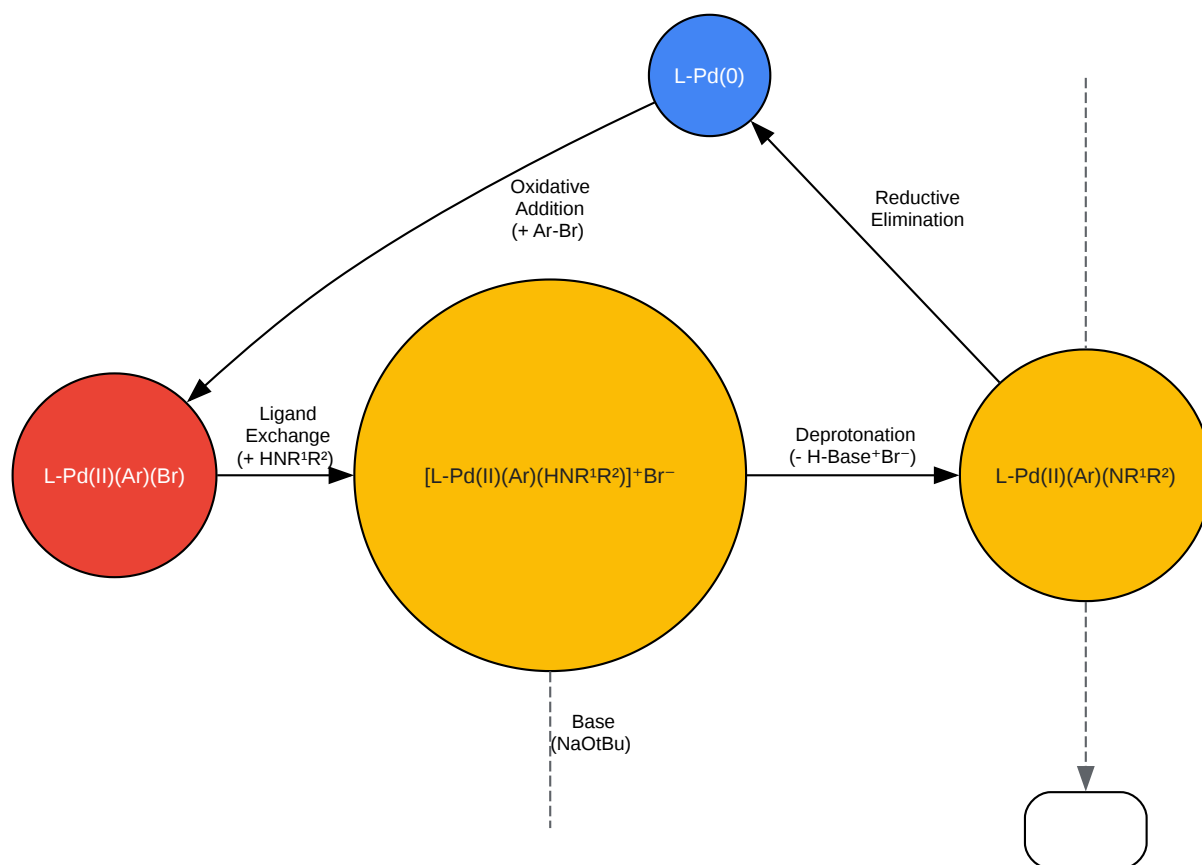 L-Pd(0)
Oxidative
Addition
(+ Ar-Br)
Reductive
Elimination
Ligand
Exchange
(+ HNR¹R²)
Deprotonation
(- H-Base⁺Br⁻)
L-Pd(II)(Ar)(Br)
[L-Pd(II)(Ar)(HNR¹R²)]⁺Br⁻
L-Pd(II)(Ar)(NR¹R²)
Base
(NaOtBu)